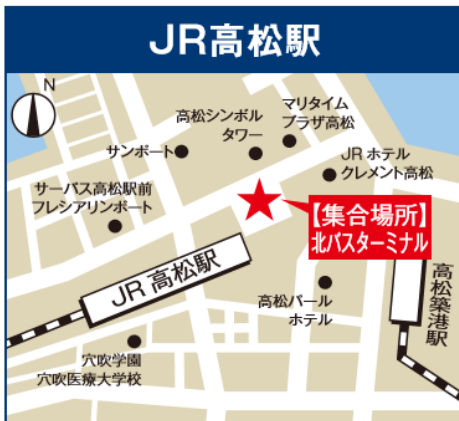 JR高松駅
N
高松シンボル
タワー
マリタイム
プラザ高松
サンポート
JRホテル
クレメント高松
サーパス高松駅前
フレシアリンポート
【集合場所】
北バスターミナル
JR高松駅
高松パール
ホテル
高松築港駅
穴吹学園
穴吹医療大学校